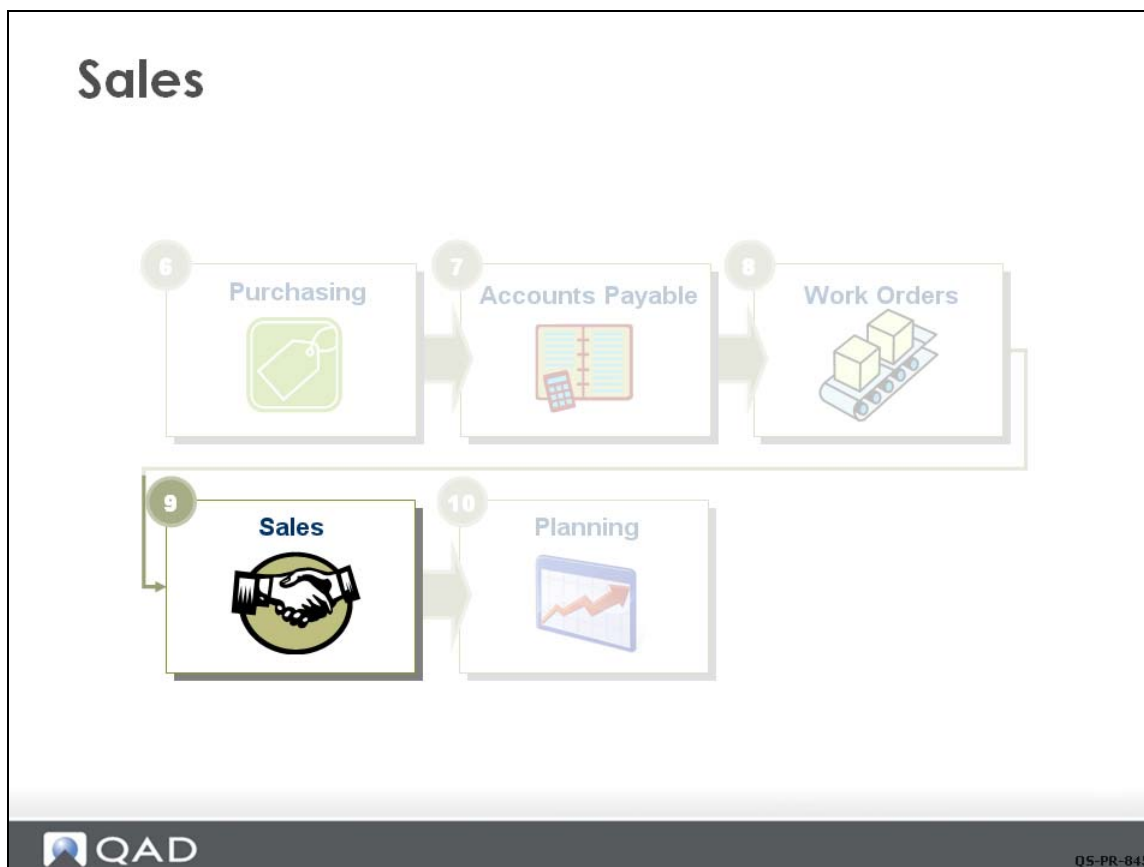 Sales
6
Purchasing
7
Accounts Payable
8
Work Orders
9
Sales
10
Planning
QAD